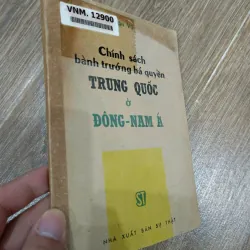 VNM. 12900
Chính sách
bành trướng bá quyền
TRUNG QUỐC
ở
ĐÔNG-NAM Á
ST
NHÀ XUẤT BẢN SỰ THẬT